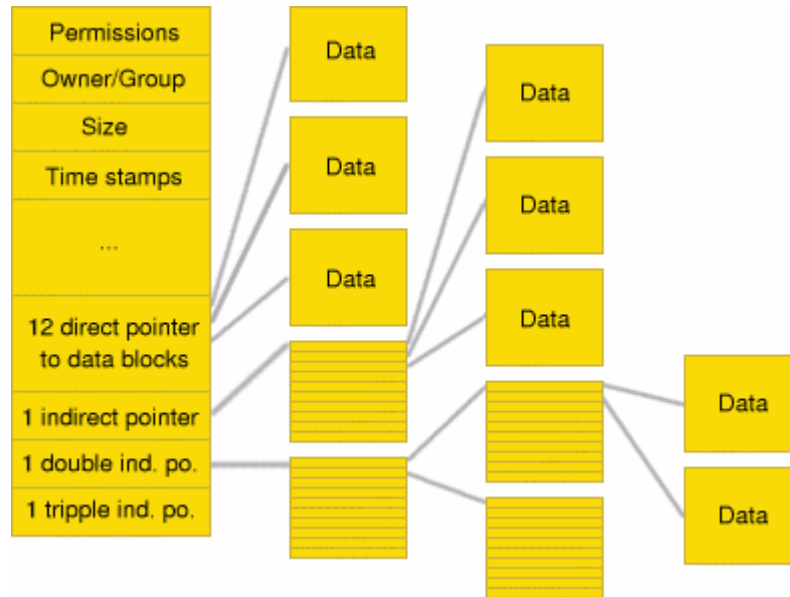 Permissions
Owner/Group
Size
Time stamps
...
12 direct pointer
to data blocks
1 indirect pointer
1 double ind. po.
1 tripple ind. po.
Data
Data
Data
Data
Data
Data
Data
Data